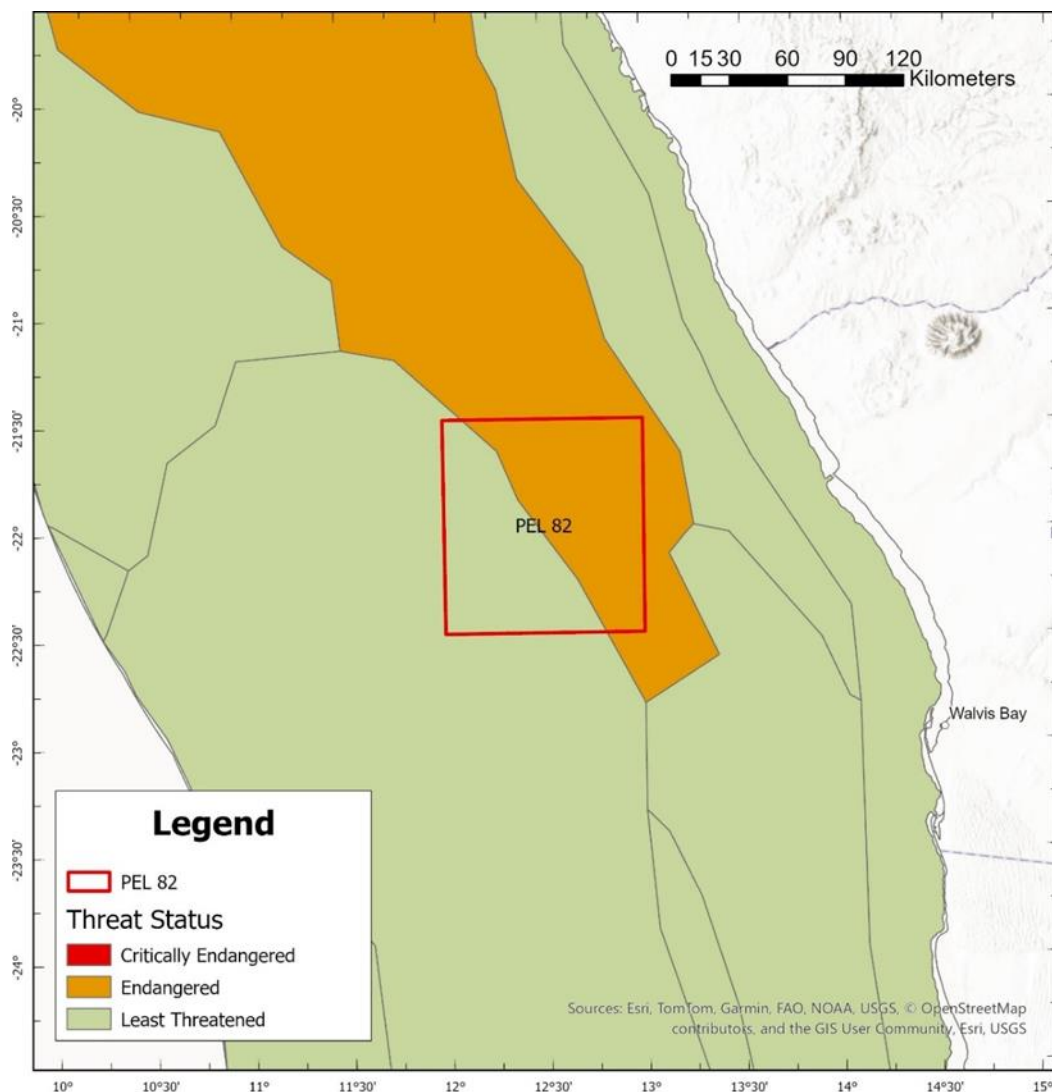 0 15 30 60 90 120
Kilometers
-20°
-20°30'
-21°
-21°30'
-22°
-22°30'
-23°
-23°30'
-24°
PEL 82
Walvis Bay
Legend
PEL 82
Threat Status
Critically Endangered
Endangered
Least Threatened
Sources: Esri, TomTom, Garmin, FAO, NOAA, USGS, © OpenStreetMap
contributors, and the GIS User Community, Esri, USGS
10° 10°30' 11° 11°30' 12° 12°30' 13° 13°30' 14° 14°30' 15°